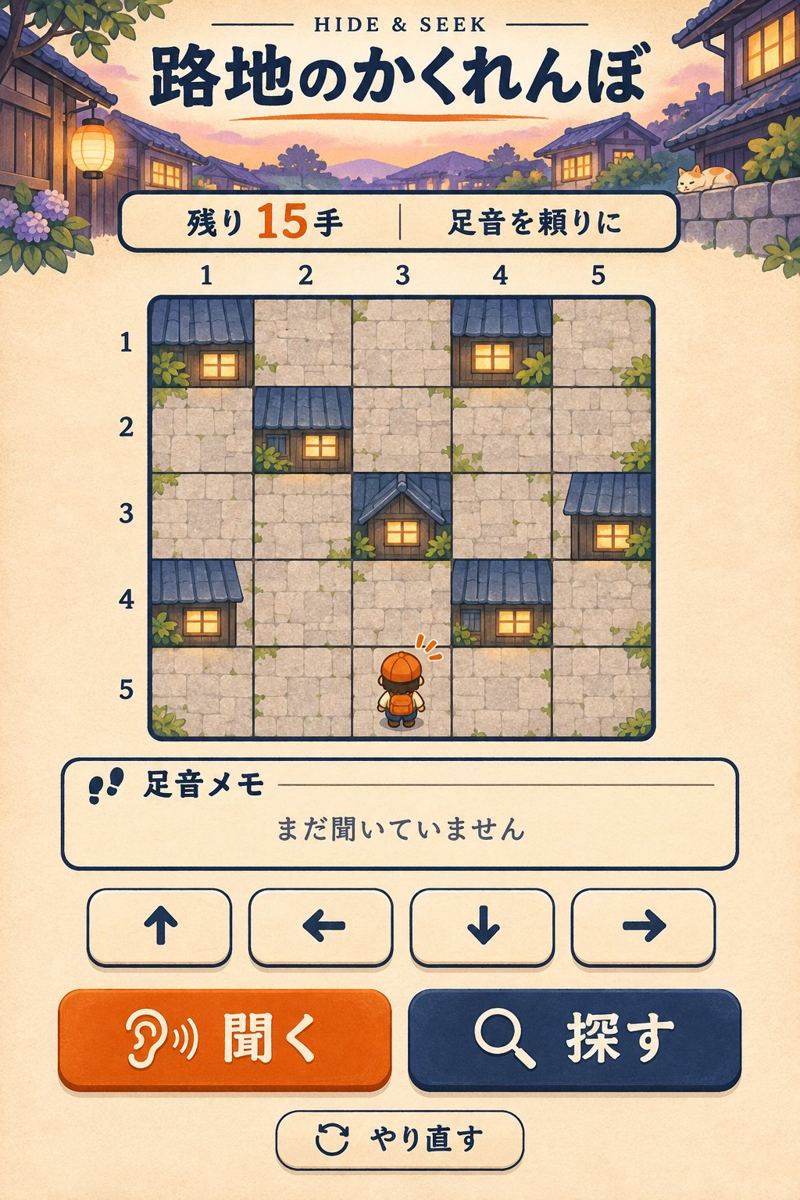 HIDE & SEEK
路地のかくれんぼ
残り 15手 足音を頼りに
1 2 3 4 5
1
2
3
4
5
足音メモ
まだ聞いていません
↑ ← ↓ →
聞く 探す
やり直す